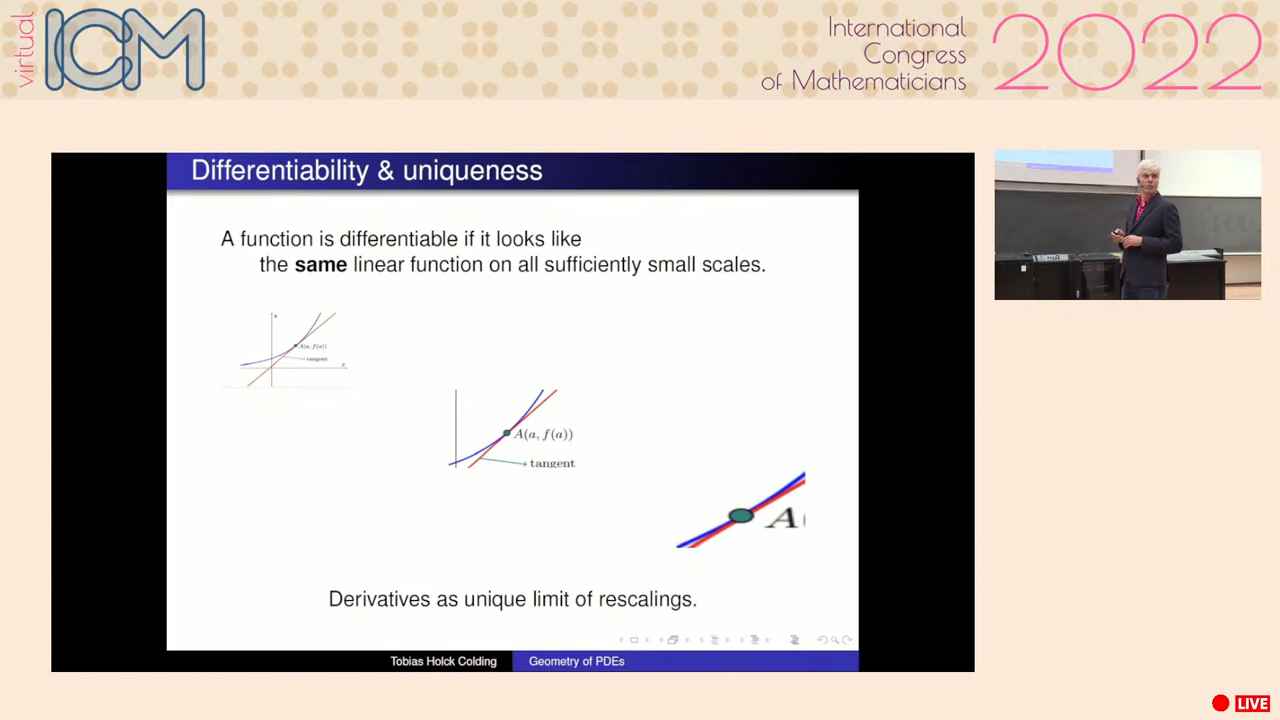 virtual
ICM
International
Congress
of Mathematicians
2022
Differentiability & uniqueness
A function is differentiable if it looks like
the same linear function on all sufficiently small scales.
A(a, f(a))
tangent
x
A(a, f(a))
tangent
A(
Derivatives as unique limit of rescalings.
Tobias Holck Colding
Geometry of PDEs
LIVE